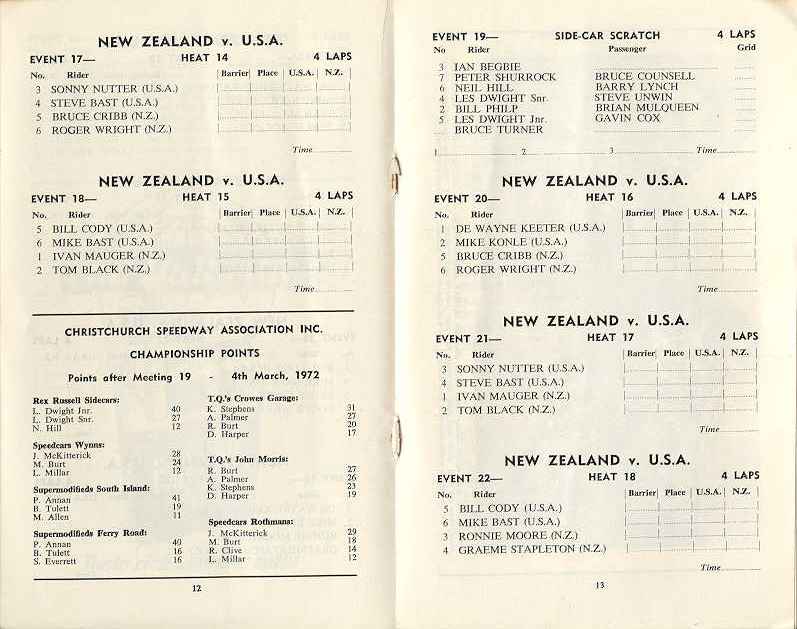 NEW ZEALAND v. U.S.A.
EVENT 17— HEAT 14 4 LAPS
No. Rider Barrier Place U.S.A. N.Z.
3 SONNY NUTTER (U.S.A.)
4 STEVE BAST (U.S.A.)
5 BRUCE CRIBB (N.Z.)
6 ROGER WRIGHT (N.Z.)
Time
NEW ZEALAND v. U.S.A.
EVENT 18— HEAT 15 4 LAPS
No. Rider Barrier Place U.S.A. N.Z.
5 BILL CODY (U.S.A.)
6 MIKE BAST (U.S.A.)
1 IVAN MAUGER (N.Z.)
2 TOM BLACK (N.Z.)
Time
CHRISTCHURCH SPEEDWAY ASSOCIATION INC.
CHAMPIONSHIP POINTS
Points after Meeting 19 - 4th March, 1972
Rex Russell Sidecars:
L. Dwight Jnr. 40
L. Dwight Snr. 27
N. Hill 12
Speedcars Wynns:
J. McKitterick 28
M. Burt 24
L. Millar 12
Supermodifieds South Island:
P. Annan 41
B. Tulett 19
M. Allen 11
Supermodifieds Ferry Road:
P. Annan 40
B. Tulett 16
S. Everrett 16
T.Q.'s Crowes Garage:
K. Stephens 31
A. Palmer 27
R. Burt 20
D. Harper 17
T.Q.'s John Morris:
R. Burt 27
A. Palmer 26
K. Stephens 23
D. Harper 19
Speedcars Rothmans:
J. McKitterick 29
M. Burt 18
R. Clive 14
L. Millar 12
12
EVENT 19— SIDE-CAR SCRATCH 4 LAPS
No Rider Passenger Grid
3 IAN BEGBIE
7 PETER SHURROCK BRUCE COUNSELL
6 NEIL HILL BARRY LYNCH
4 LES DWIGHT Snr. STEVE UNWIN
2 BILL PHILP BRIAN MULQUEEN
5 LES DWIGHT Jnr. GAVIN COX
BRUCE TURNER
1 2 3 Time
NEW ZEALAND v. U.S.A.
EVENT 20— HEAT 16 4 LAPS
No. Rider Barrier Place U.S.A. N.Z.
1 DE WAYNE KEETER (U.S.A.)
2 MIKE KONLE (U.S.A.)
5 BRUCE CRIBB (N.Z.)
6 ROGER WRIGHT (N.Z.)
Time
NEW ZEALAND v. U.S.A.
EVENT 21— HEAT 17 4 LAPS
No. Rider Barrier Place U.S.A. N.Z.
3 SONNY NUTTER (U.S.A.)
4 STEVE BAST (U.S.A.)
1 IVAN MAUGER (N.Z.)
2 TOM BLACK (N.Z.)
Time
NEW ZEALAND v. U.S.A.
EVENT 22— HEAT 18 4 LAPS
No. Rider Barrier Place U.S.A. N.Z.
5 BILL CODY (U.S.A.)
6 MIKE BAST (U.S.A.)
3 RONNIE MOORE (N.Z.)
4 GRAEME STAPLETON (N.Z.)
Time
13